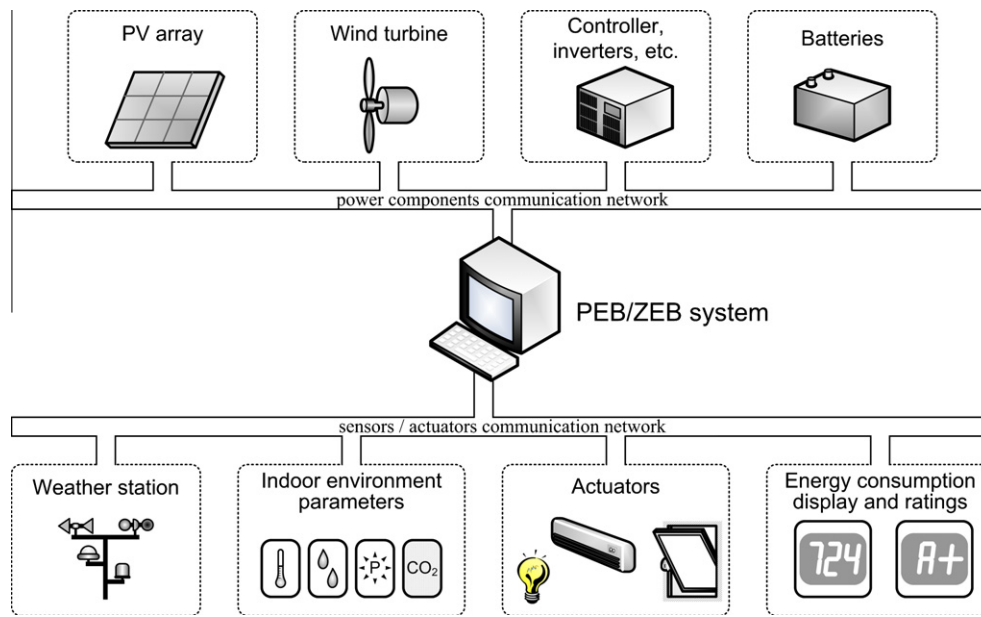 PV array
Wind turbine
Controller,
inverters, etc.
Batteries
power components communication network
PEB/ZEB system
sensors / actuators communication network
Weather station
Indoor environment
parameters
P
CO₂
Actuators
Energy consumption
display and ratings
724
A+